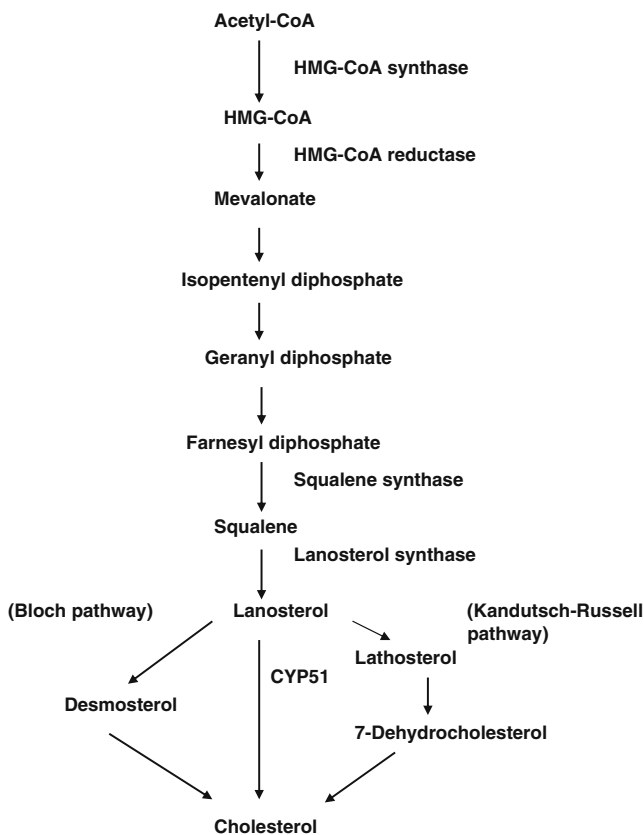 Acetyl-CoA
HMG-CoA synthase
HMG-CoA
HMG-CoA reductase
Mevalonate
Isopentenyl diphosphate
Geranyl diphosphate
Farnesyl diphosphate
Squalene synthase
Squalene
Lanosterol synthase
(Bloch pathway)
Lanosterol
(Kandutsch-Russell
pathway)
Lathosterol
CYP51
Desmosterol
7-Dehydrocholesterol
Cholesterol